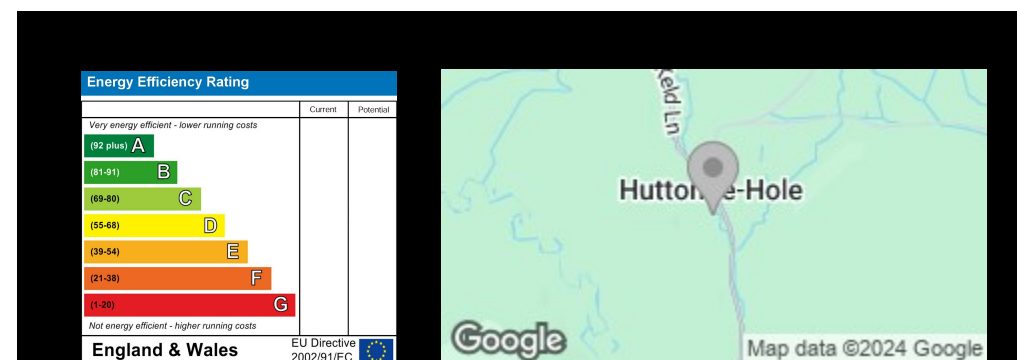 Energy Efficiency Rating
Current Potential
Very energy efficient - lower running costs
(92 plus) A
(81-91) B
(69-80) C
(55-68) D
(39-54) E
(21-38) F
(1-20) G
Not energy efficient - higher running costs
England & Wales
EU Directive
2002/91/EC
Keld Ln
Google
Map data ©2024 Google